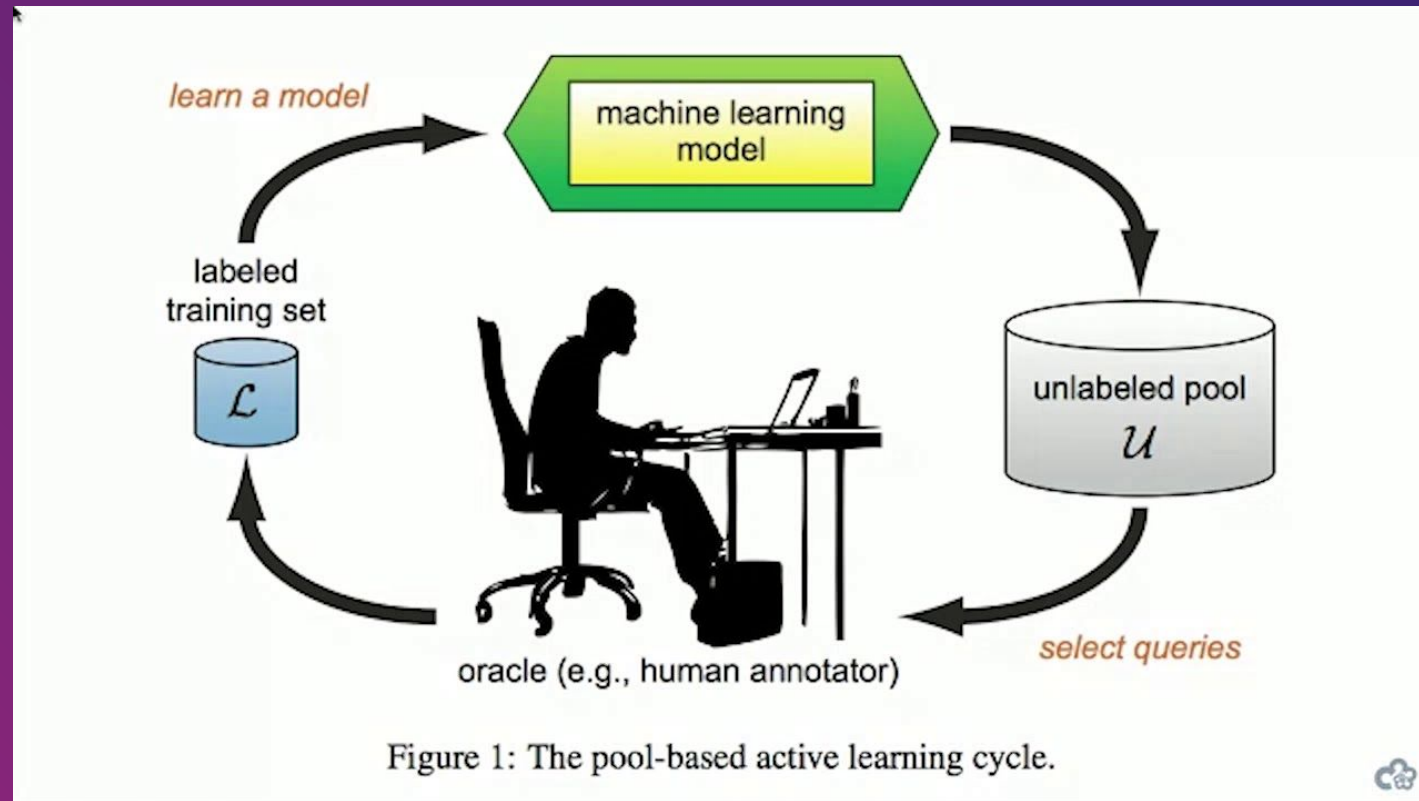 learn a model
machine learning
model
labeled
training set
ℒ
unlabeled pool
𝒰
select queries
oracle (e.g., human annotator)
Figure 1: The pool-based active learning cycle.